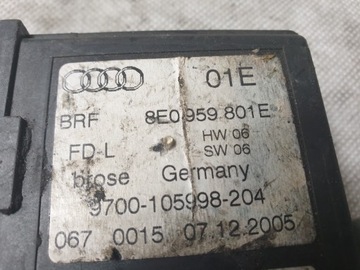 01E
BRF 8E0 959 801E
HW 06
FD-L SW 06
brose Germany
9700-105998-204
067 0015 07.12.2005